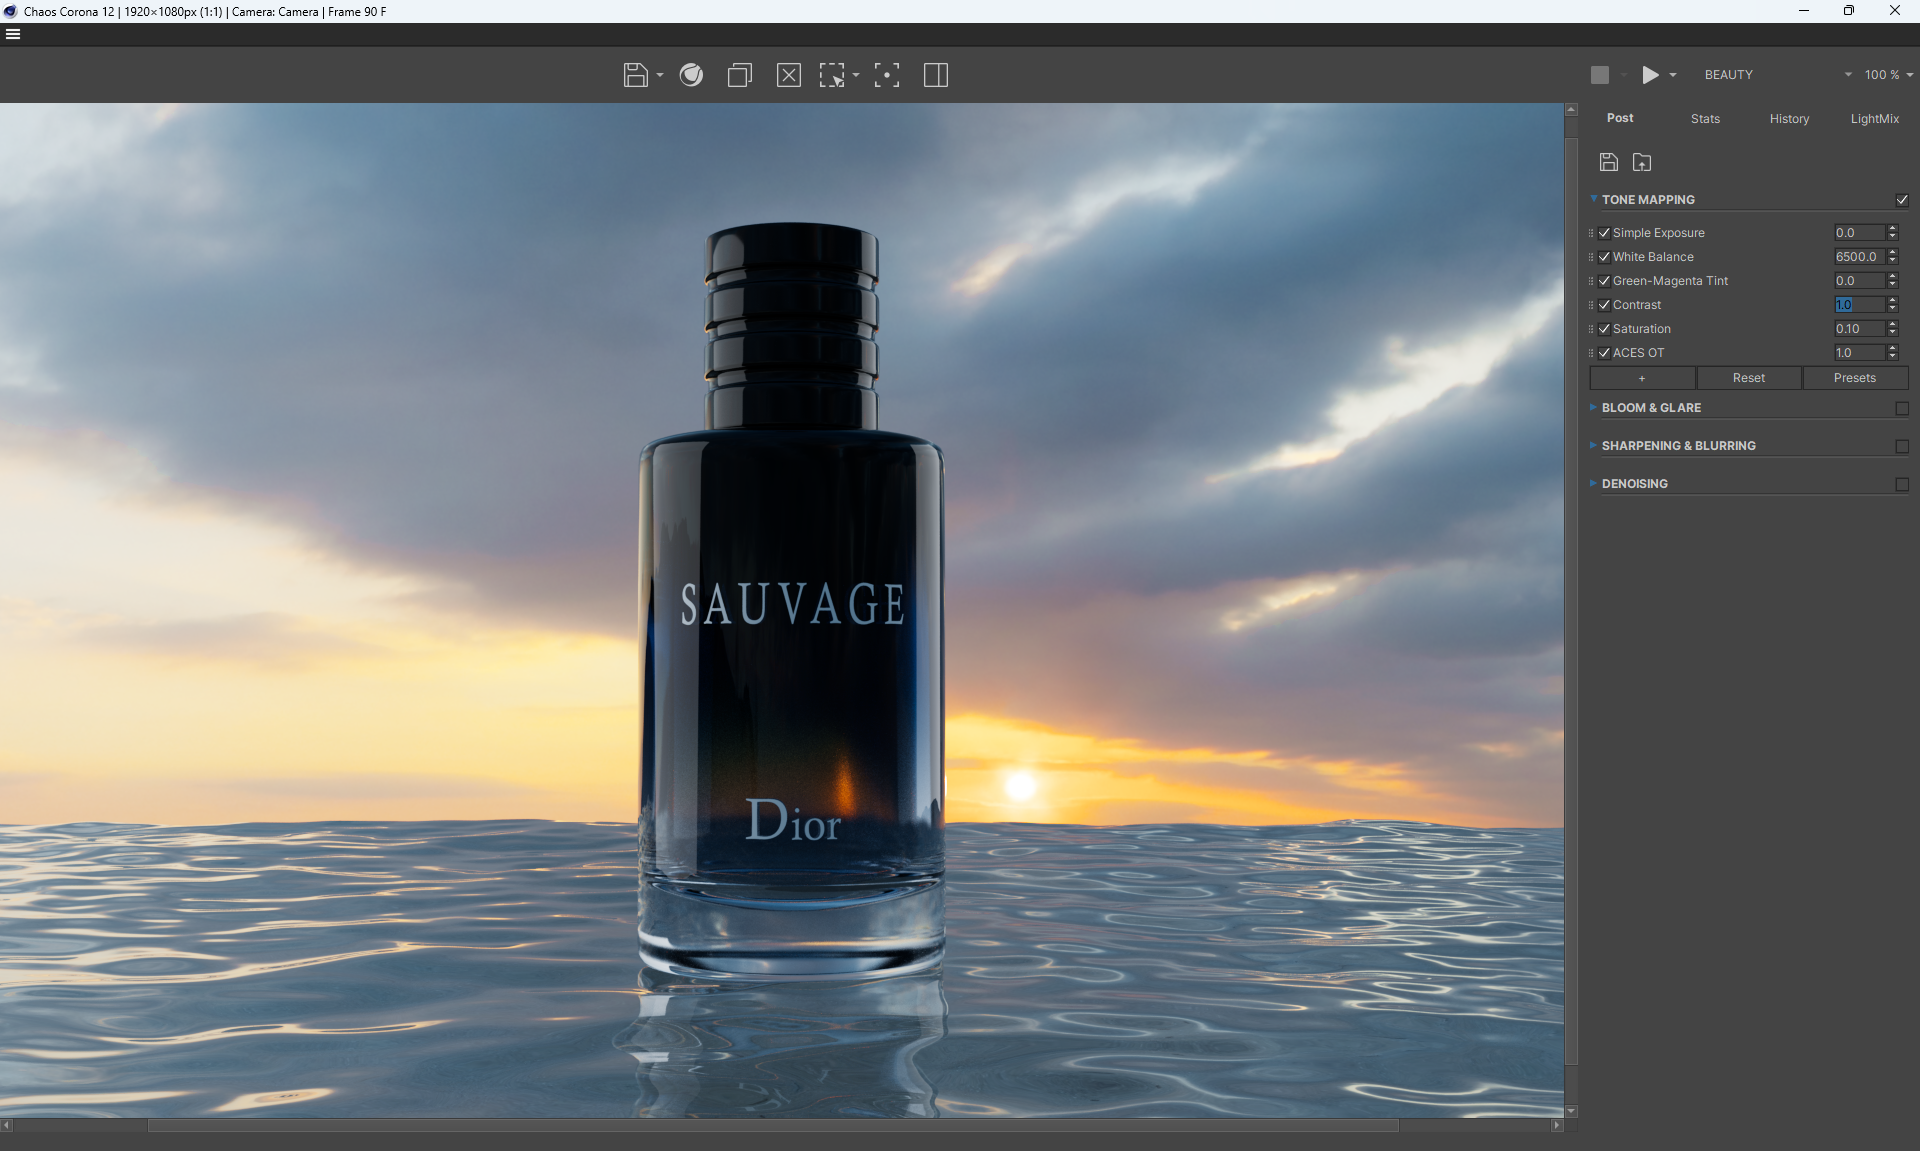 Chaos Corona 12 | 1920×1080px (1:1) | Camera: Camera | Frame 90 F
BEAUTY 100 %
Post Stats History LightMix
TONE MAPPING
Simple Exposure 0.0
White Balance 6500.0
Green-Magenta Tint 0.0
Contrast 1.0
Saturation 0.10
ACES OT 1.0
+ Reset Presets
BLOOM & GLARE
SHARPENING & BLURRING
DENOISING
SAUVAGE
Dior